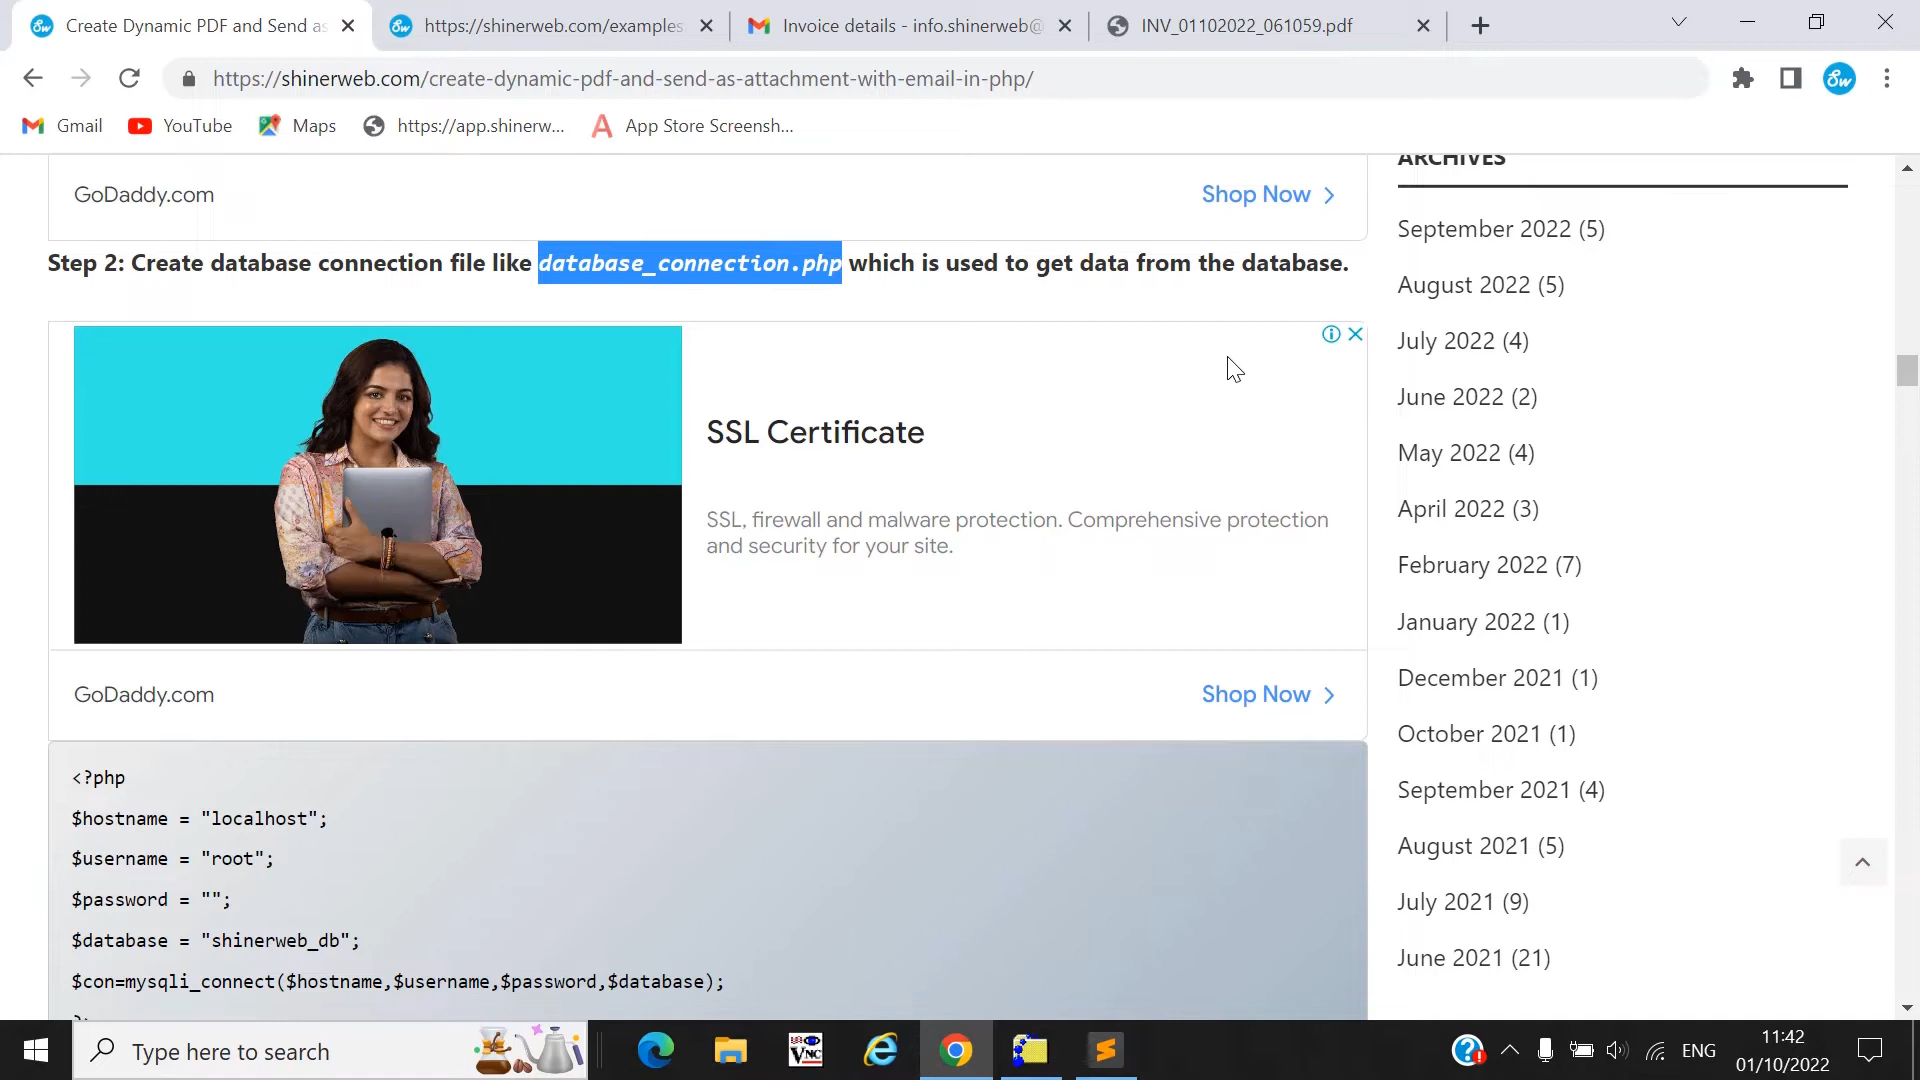 Create Dynamic PDF and Send as
https://shinerweb.com/examples
Invoice details - info.shinerweb@
INV_01102022_061059.pdf
https://shinerweb.com/create-dynamic-pdf-and-send-as-attachment-with-email-in-php/
Gmail
YouTube
Maps
https://app.shinerw...
App Store Screensh...
GoDaddy.com
Shop Now
Step 2: Create database connection file like database_connection.php which is used to get data from the database.
SSL Certificate
SSL, firewall and malware protection. Comprehensive protection
and security for your site.
GoDaddy.com
Shop Now
<?php
$hostname = "localhost";
$username = "root";
$password = "";
$database = "shinerweb_db";
$con=mysqli_connect($hostname,$username,$password,$database);
ARCHIVES
September 2022 (5)
August 2022 (5)
July 2022 (4)
June 2022 (2)
May 2022 (4)
April 2022 (3)
February 2022 (7)
January 2022 (1)
December 2021 (1)
October 2021 (1)
September 2021 (4)
August 2021 (5)
July 2021 (9)
June 2021 (21)
Type here to search
VNC
ENG
11:42
01/10/2022